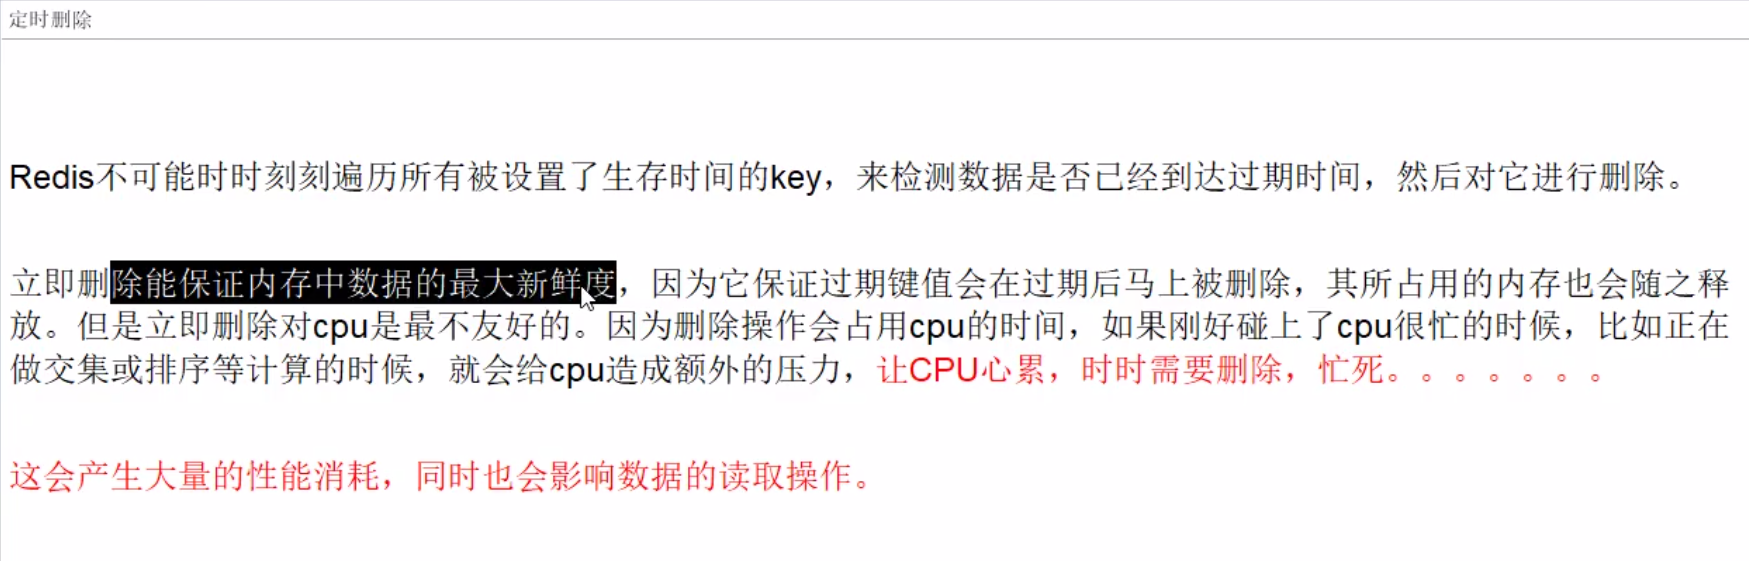 定时删除
Redis不可能时时刻刻遍历所有被设置了生存时间的key，来检测数据是否已经到达过期时间，然后对它进行删除。
立即删除能保证内存中数据的最大新鲜度，因为它保证过期键值会在过期后马上被删除，其所占用的内存也会随之释
放。但是立即删除对cpu是最不友好的。因为删除操作会占用cpu的时间，如果刚好碰上了cpu很忙的时候，比如正在
做交集或排序等计算的时候，就会给cpu造成额外的压力，让CPU心累，时时需要删除，忙死。。。。。。。
这会产生大量的性能消耗，同时也会影响数据的读取操作。